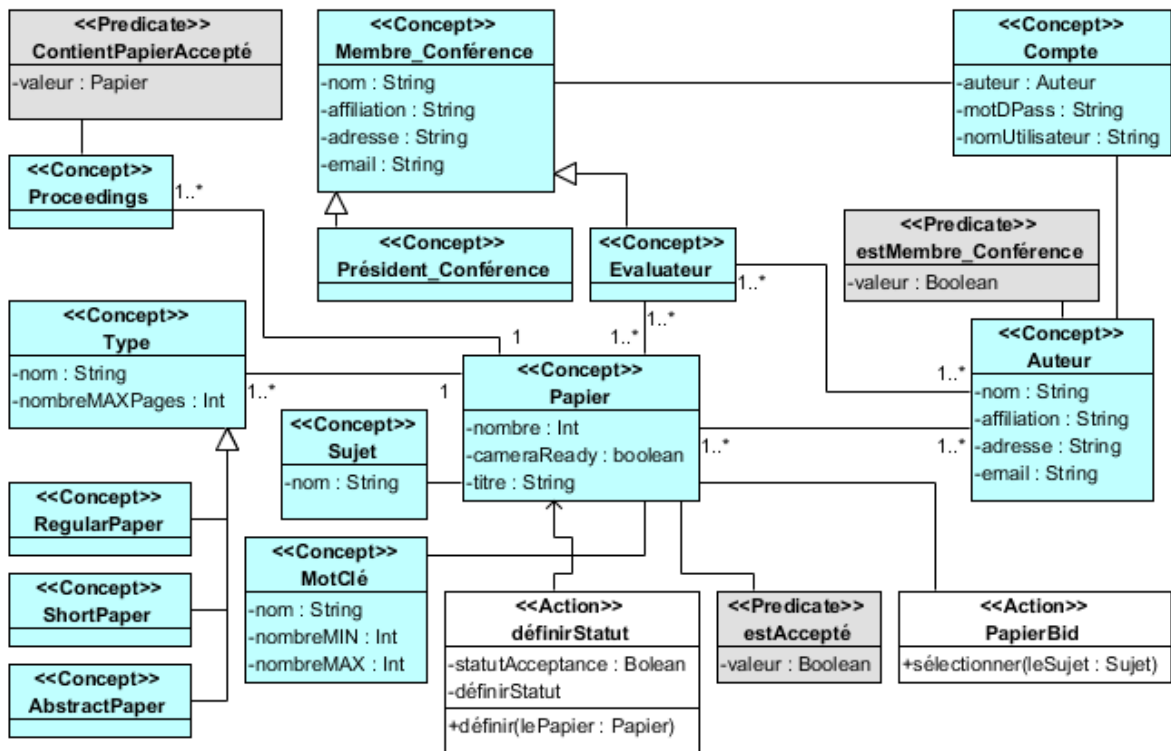 <<Predicate>>
ContientPapierAccepté
-valeur : Papier
<<Concept>>
Membre_Conférence
-nom : String
-affiliation : String
-adresse : String
-email : String
<<Concept>>
Compte
-auteur : Auteur
-motDPass : String
-nomUtilisateur : String
<<Concept>>
Proceedings
1..*
<<Concept>>
Président_Conférence
<<Concept>>
Evaluateur
1..*
1..*
<<Predicate>>
estMembre_Conférence
-valeur : Boolean
<<Concept>>
Type
-nom : String
-nombreMAXPages : Int
1..*
1
1
<<Concept>>
Papier
-nombre : Int
-cameraReady : boolean
-titre : String
1..*
1..*
1..*
<<Concept>>
Auteur
-nom : String
-affiliation : String
-adresse : String
-email : String
<<Concept>>
Sujet
-nom : String
<<Concept>>
RegularPaper
<<Concept>>
ShortPaper
<<Concept>>
AbstractPaper
<<Concept>>
MotClé
-nom : String
-nombreMIN : Int
-nombreMAX : Int
<<Action>>
définirStatut
-statutAcceptance : Bolean
-définirStatut
+définir(lePapier : Papier)
<<Predicate>>
estAccepté
-valeur : Boolean
<<Action>>
PapierBid
+sélectionner(leSujet : Sujet)